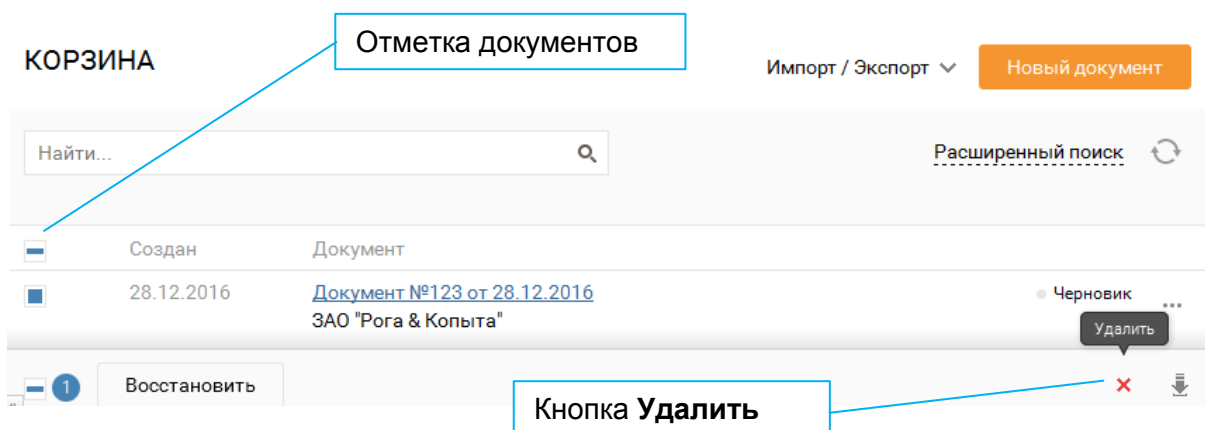 Отметка документов
КОРЗИНА
Импорт / Экспорт
Новый документ
Найти...
Расширенный поиск
Создан Документ
28.12.2016 Документ №123 от 28.12.2016 Черновик ...
ЗАО "Рога & Копыта"
Удалить
1 Восстановить
Кнопка Удалить